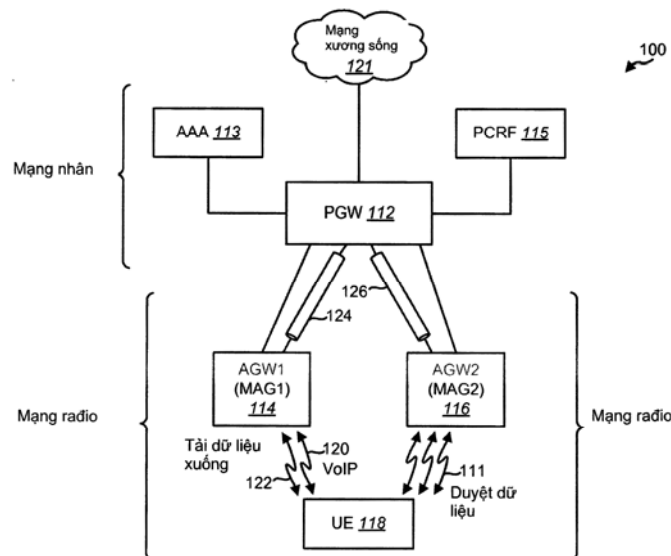 Mạng
xương sống
121
100
AAA 113
PCRF 115
Mạng nhân
PGW 112
126
124
AGW1
(MAG1)
114
AGW2
(MAG2)
116
Mạng rađio
Mạng rađio
Tải dữ liệu
xuống
120
VoIP
122
111
Duyệt dữ
liệu
UE 118